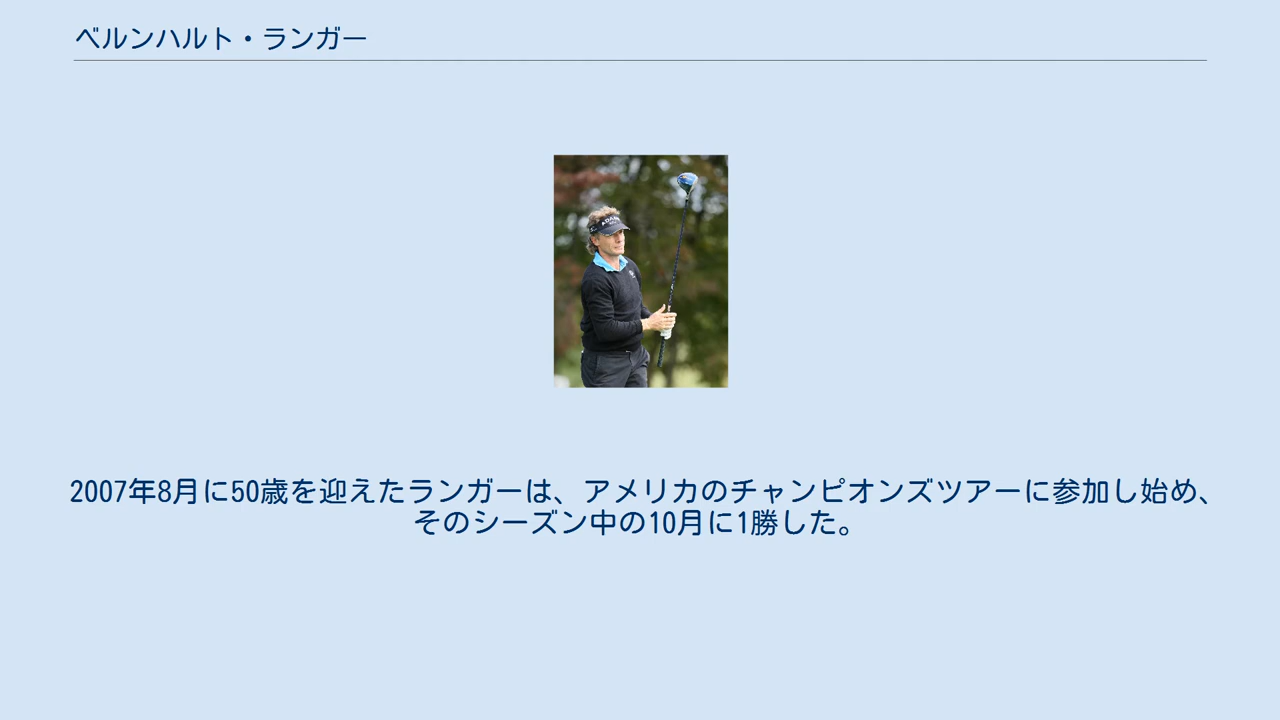 ベルンハルト・ランガー
2007年8月に50歳を迎えたランガーは、アメリカのチャンピオンズツアーに参加し始め、
そのシーズン中の10月に1勝した。